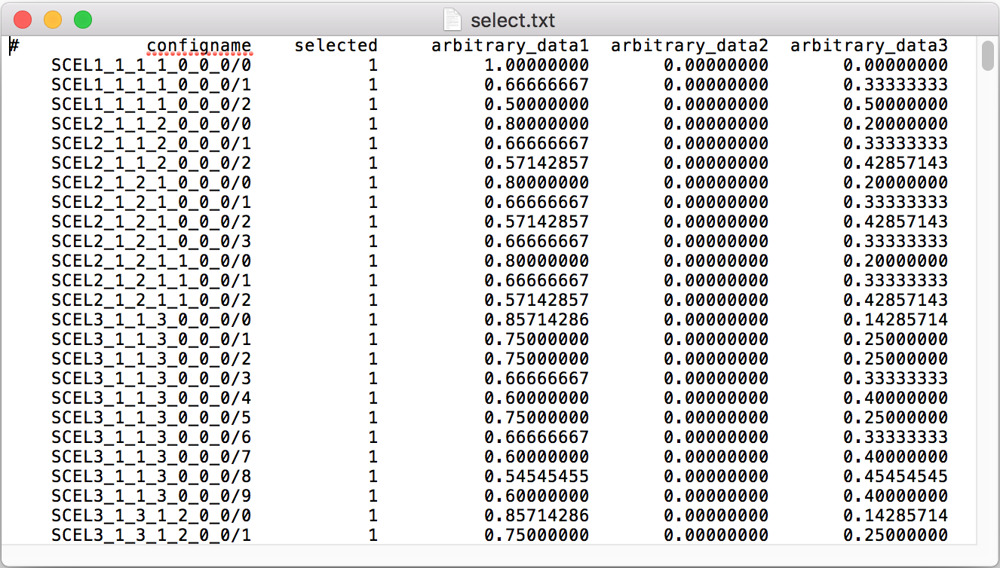 select.txt
# configname selected arbitrary_data1 arbitrary_data2 arbitrary_data3
SCEL1_1_1_1_0_0_0/0 1 1.00000000 0.00000000 0.00000000
SCEL1_1_1_1_0_0_0/1 1 0.66666667 0.00000000 0.33333333
SCEL1_1_1_1_0_0_0/2 1 0.50000000 0.00000000 0.50000000
SCEL2_1_1_2_0_0_0/0 1 0.80000000 0.00000000 0.20000000
SCEL2_1_1_2_0_0_0/1 1 0.66666667 0.00000000 0.33333333
SCEL2_1_1_2_0_0_0/2 1 0.57142857 0.00000000 0.42857143
SCEL2_1_2_1_0_0_0/0 1 0.80000000 0.00000000 0.20000000
SCEL2_1_2_1_0_0_0/1 1 0.66666667 0.00000000 0.33333333
SCEL2_1_2_1_0_0_0/2 1 0.57142857 0.00000000 0.42857143
SCEL2_1_2_1_0_0_0/3 1 0.66666667 0.00000000 0.33333333
SCEL2_1_2_1_1_0_0/0 1 0.80000000 0.00000000 0.20000000
SCEL2_1_2_1_1_0_0/1 1 0.66666667 0.00000000 0.33333333
SCEL2_1_2_1_1_0_0/2 1 0.57142857 0.00000000 0.42857143
SCEL3_1_1_3_0_0_0/0 1 0.85714286 0.00000000 0.14285714
SCEL3_1_1_3_0_0_0/1 1 0.75000000 0.00000000 0.25000000
SCEL3_1_1_3_0_0_0/2 1 0.75000000 0.00000000 0.25000000
SCEL3_1_1_3_0_0_0/3 1 0.66666667 0.00000000 0.33333333
SCEL3_1_1_3_0_0_0/4 1 0.60000000 0.00000000 0.40000000
SCEL3_1_1_3_0_0_0/5 1 0.75000000 0.00000000 0.25000000
SCEL3_1_1_3_0_0_0/6 1 0.66666667 0.00000000 0.33333333
SCEL3_1_1_3_0_0_0/7 1 0.60000000 0.00000000 0.40000000
SCEL3_1_1_3_0_0_0/8 1 0.54545455 0.00000000 0.45454545
SCEL3_1_1_3_0_0_0/9 1 0.60000000 0.00000000 0.40000000
SCEL3_1_3_1_2_0_0/0 1 0.85714286 0.00000000 0.14285714
SCEL3_1_3_1_2_0_0/1 1 0.75000000 0.00000000 0.25000000